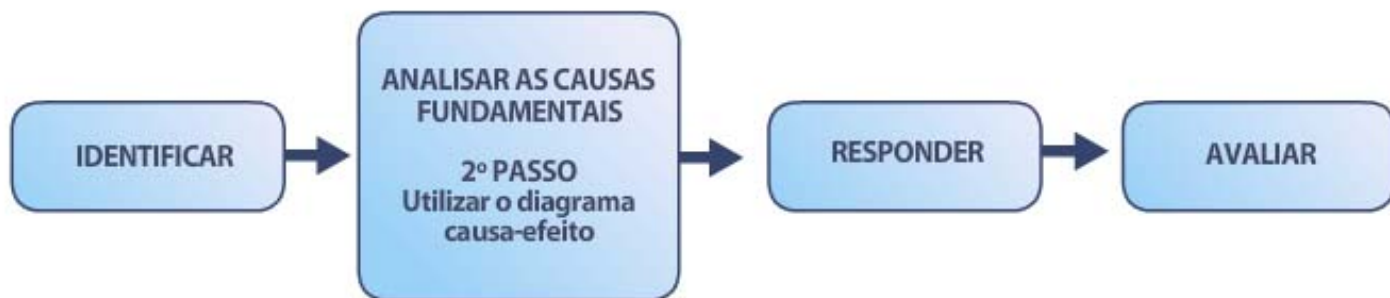 IDENTIFICAR
ANALISAR AS CAUSAS
FUNDAMENTAIS
2º PASSO
Utilizar o diagrama
causa-efeito
RESPONDER
AVALIAR